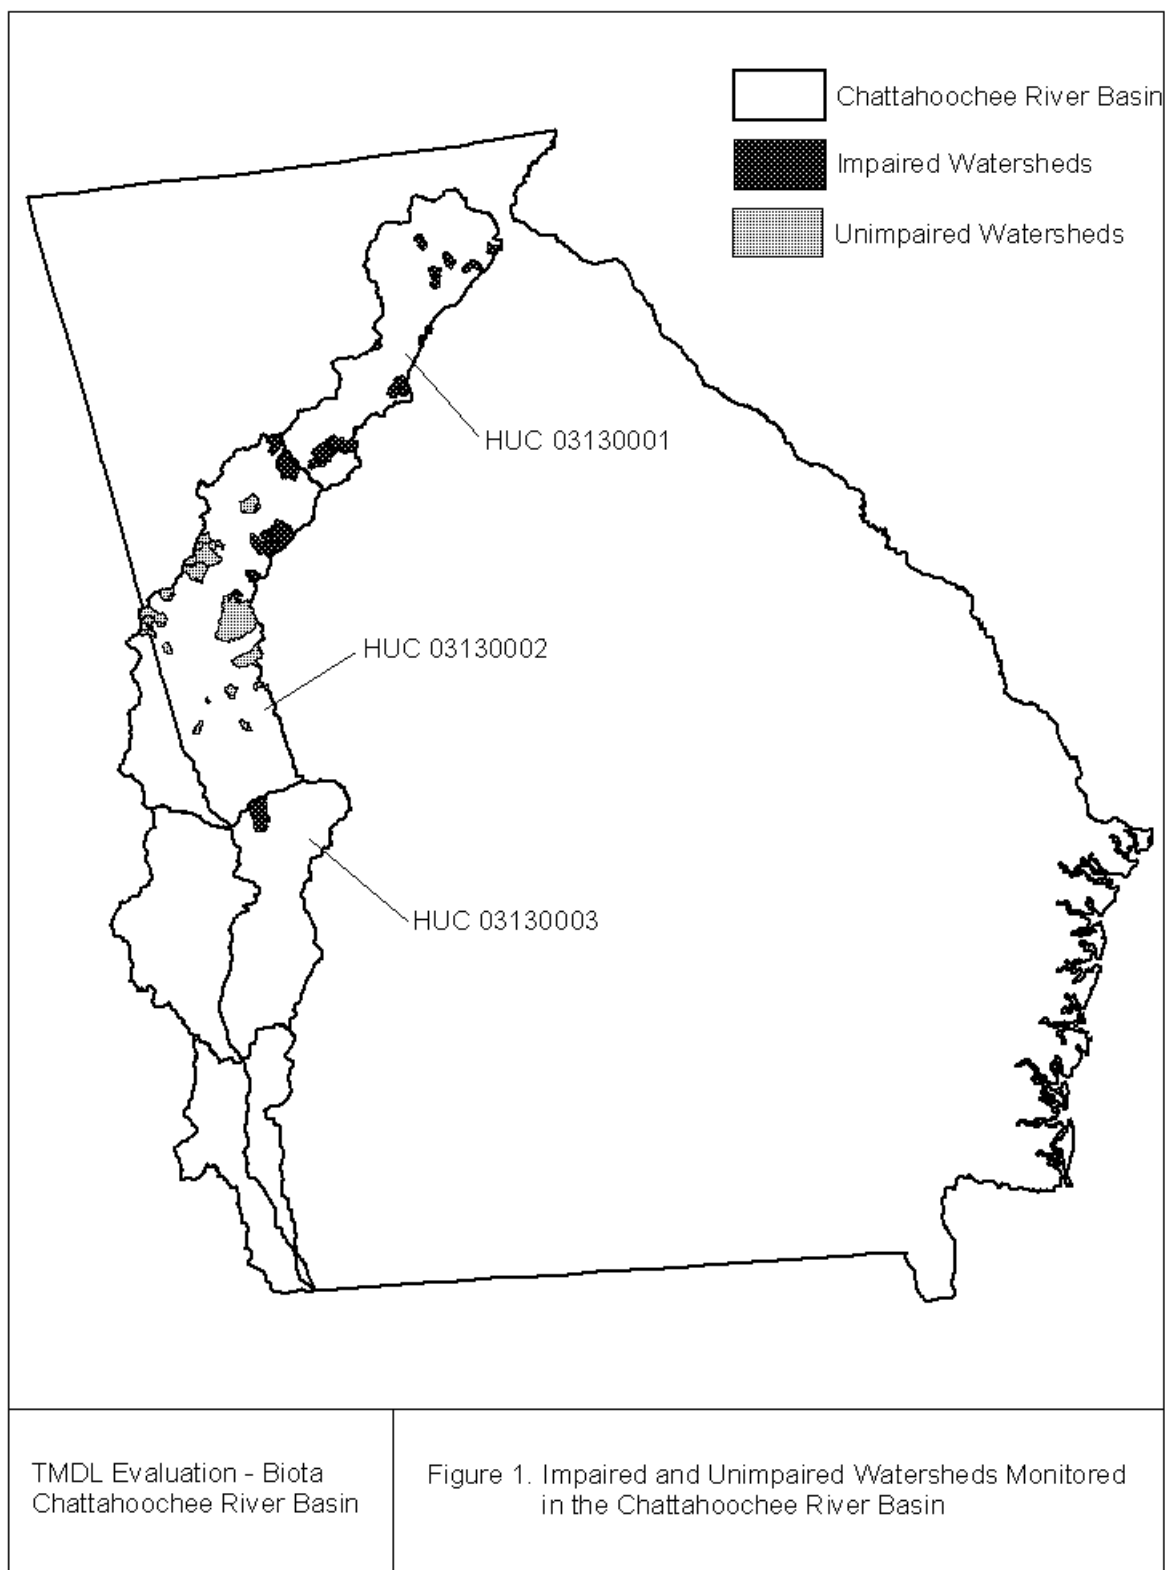 Chattahoochee River Basin
Impaired Watersheds
Unimpaired Watersheds
HUC 03130001
HUC 03130002
HUC 03130003
TMDL Evaluation - Biota
Chattahoochee River Basin
Figure 1. Impaired and Unimpaired Watersheds Monitored
in the Chattahoochee River Basin